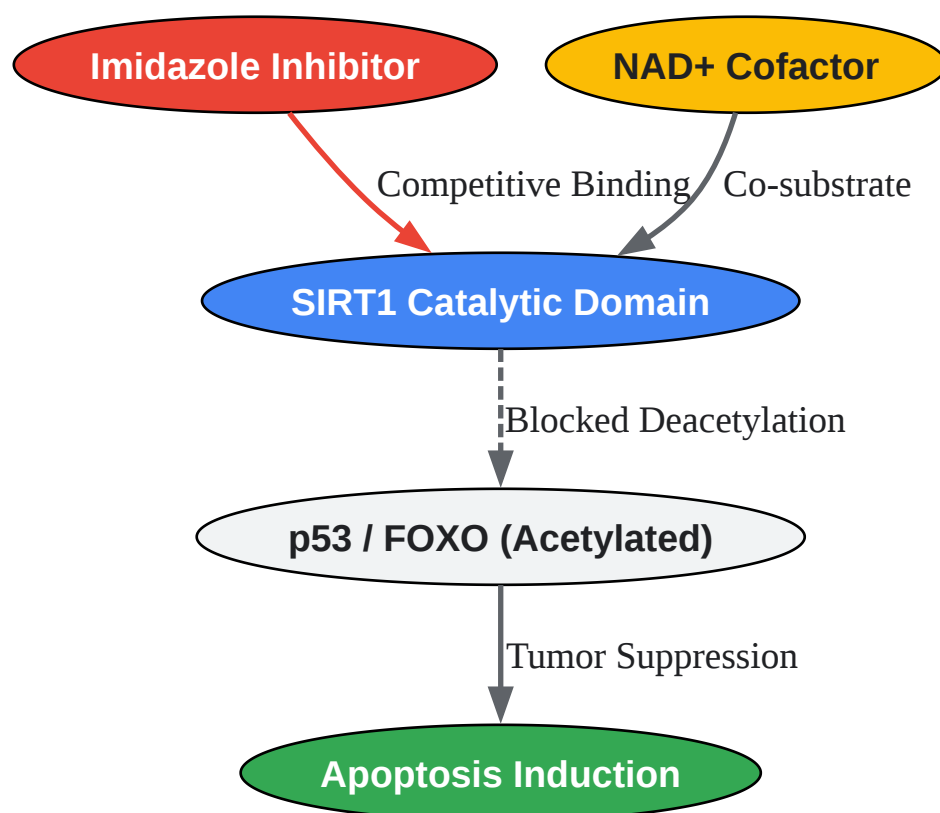 Imidazole Inhibitor
NAD+ Cofactor
Competitive Binding
Co-substrate
SIRT1 Catalytic Domain
Blocked Deacetylation
p53 / FOXO (Acetylated)
Tumor Suppression
Apoptosis Induction